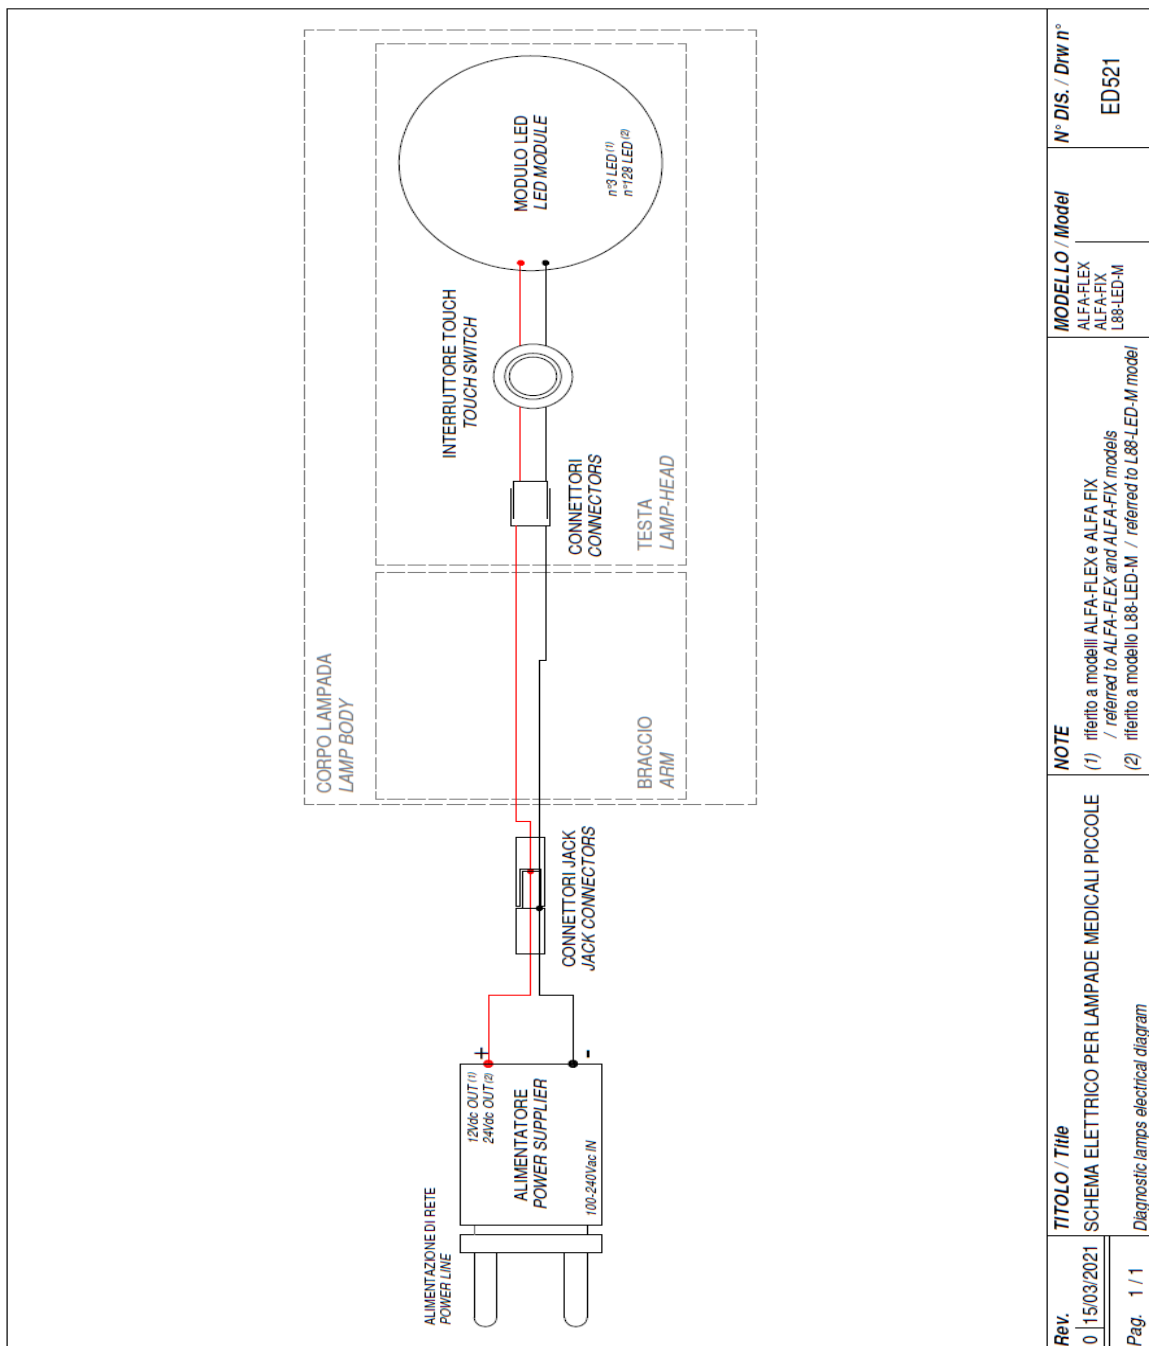 ALIMENTAZIONE DI RETE
POWER LINE
12Vdc OUT (1)
24Vdc OUT (2)
ALIMENTATORE
POWER SUPPLIER
100-240Vac IN
+
-
CONNETTORI JACK
JACK CONNECTORS
CORPO LAMPADA
LAMP BODY
BRACCIO
ARM
TESTA
LAMP-HEAD
CONNETTORI
CONNECTORS
INTERRUTTORE TOUCH
TOUCH SWITCH
MODULO LED
LED MODULE
n°3 LED (1)
n°128 LED (2)
Rev.
0 15/03/2021
Pag. 1 / 1
TITOLO / Title
SCHEMA ELETTRICO PER LAMPADE MEDICALI PICCOLE
Diagnostic lamps electrical diagram
NOTE
(1) riferito a modelli ALFA-FLEX e ALFA FIX
/ referred to ALFA-FLEX and ALFA-FIX models
(2) riferito a modello L88-LED-M / referred to L88-LED-M model
MODELLO / Model
ALFA-FLEX
ALFA-FIX
L88-LED-M
N° DIS. / Drw n°
ED521